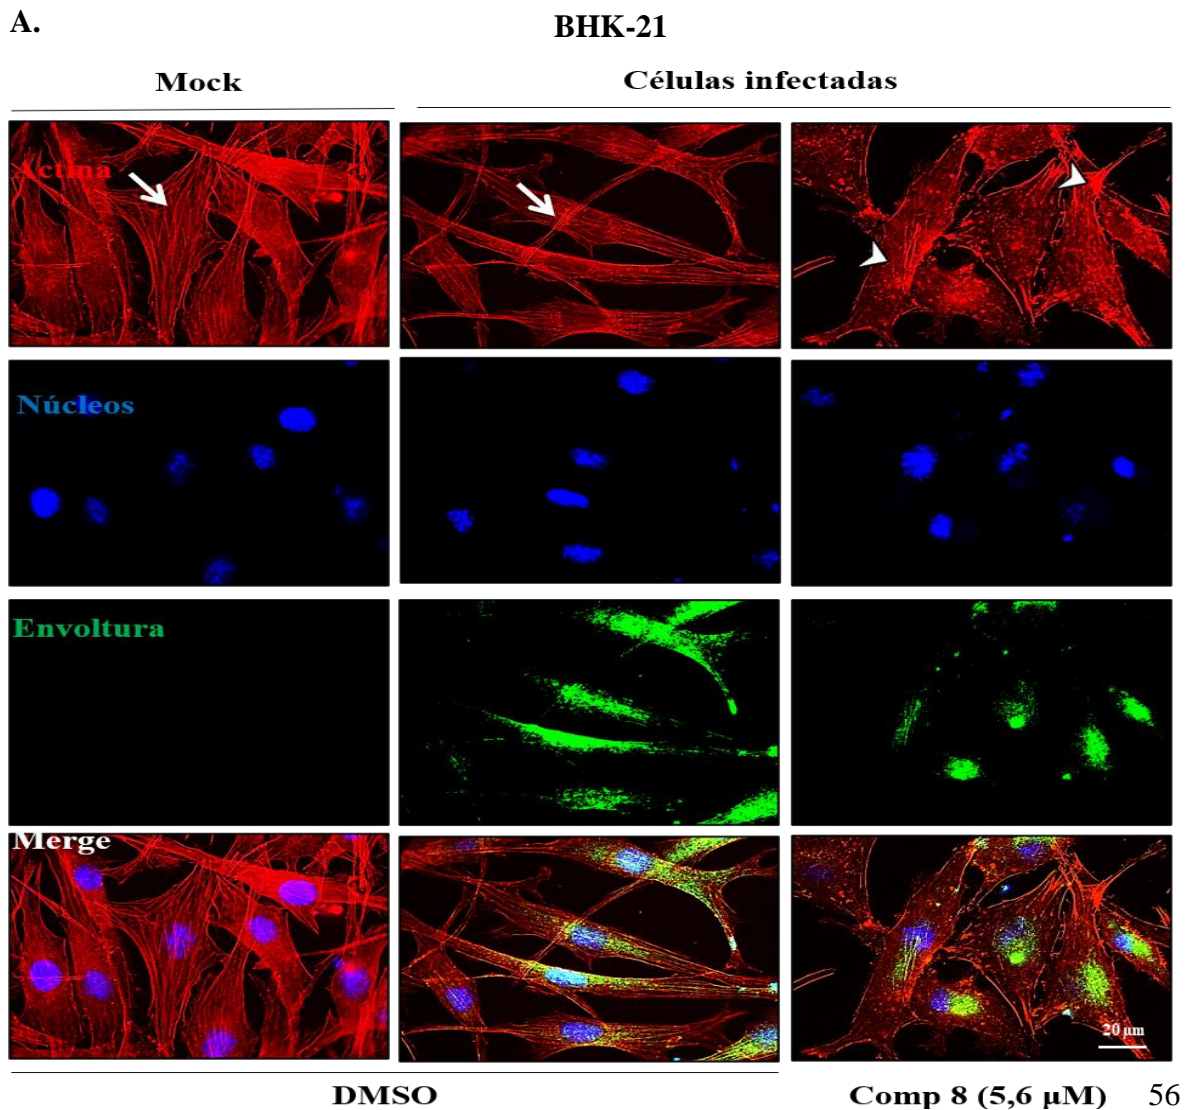 A.
BHK-21
Mock
Células infectadas
Actina
Núcleos
Envoltura
Merge
20 µm
DMSO
Comp 8 (5,6 µM)
56